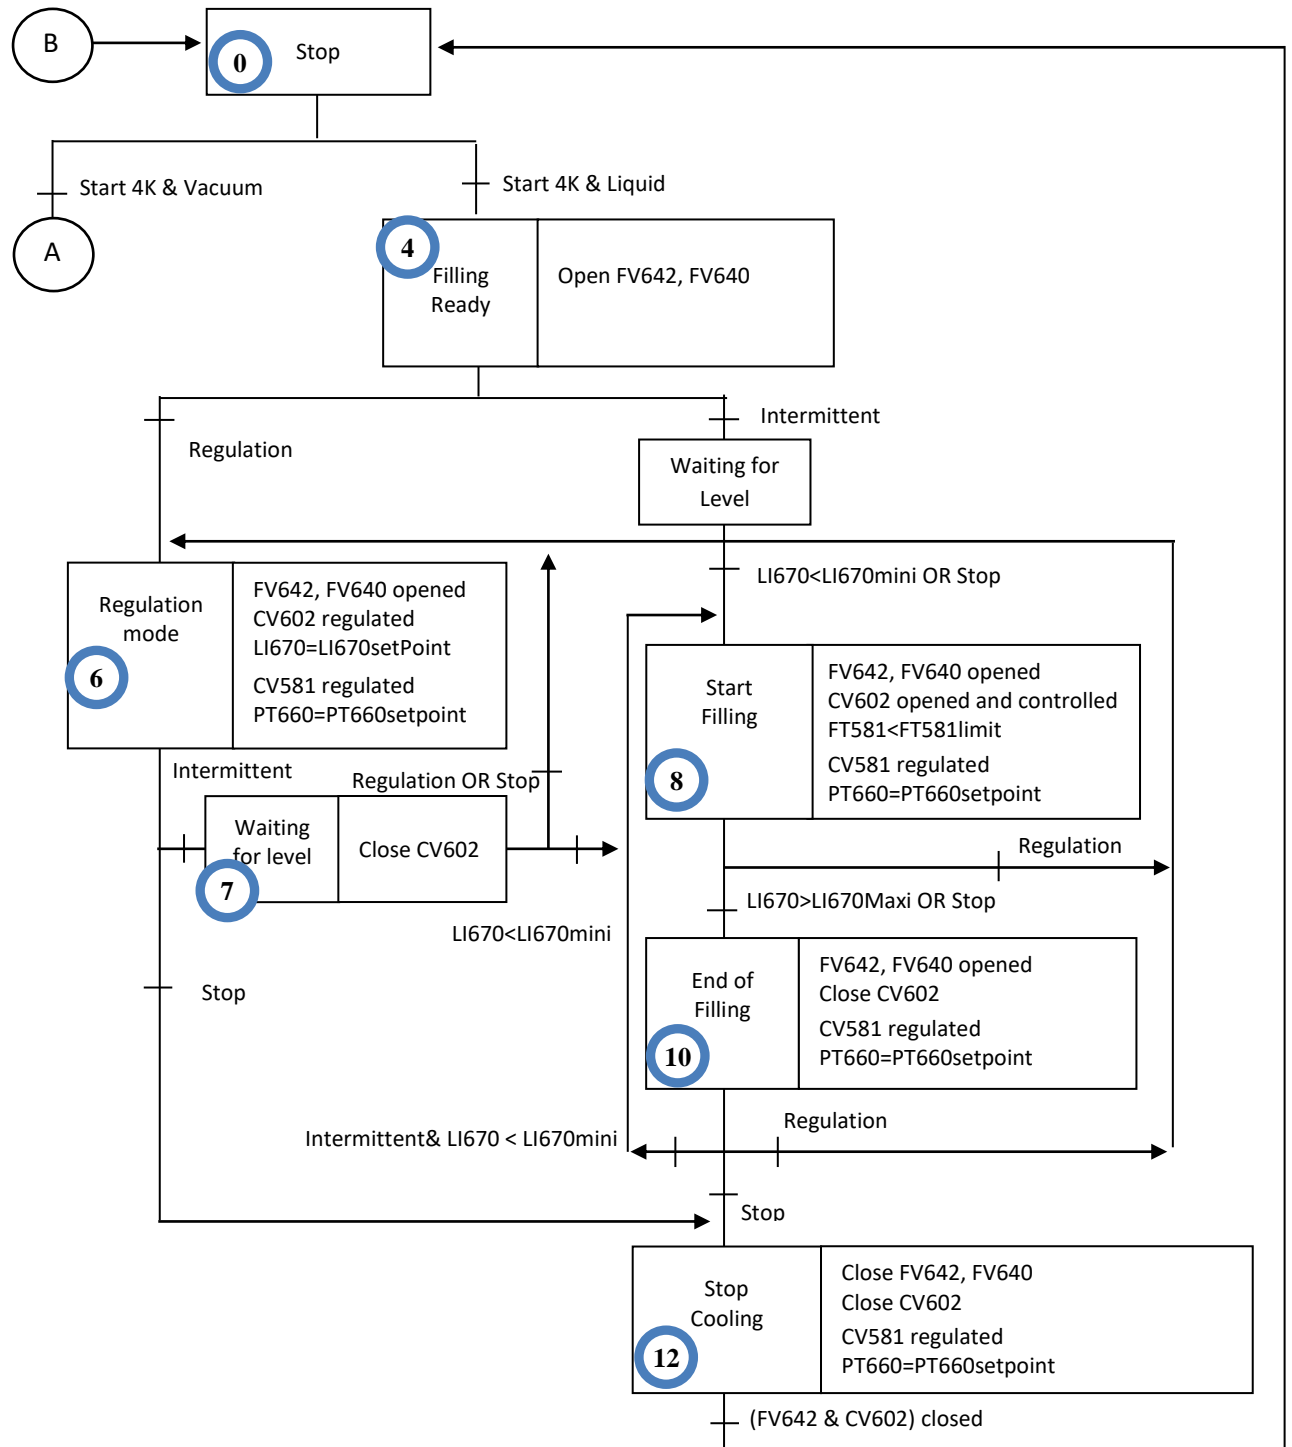 B
Stop
0
Start 4K & Vacuum
Start 4K & Liquid
A
4
Filling
Ready
Open FV642, FV640
Regulation
Intermittent
Waiting for
Level
LI670<LI670mini OR Stop
Regulation
mode
6
FV642, FV640 opened
CV602 regulated
LI670=LI670setPoint
CV581 regulated
PT660=PT660setpoint
Start
Filling
8
FV642, FV640 opened
CV602 opened and controlled
FT581<FT581limit
CV581 regulated
PT660=PT660setpoint
Intermittent
Regulation OR Stop
Waiting
for level
7
Close CV602
LI670<LI670mini
Regulation
LI670>LI670Maxi OR Stop
Stop
End of
Filling
10
FV642, FV640 opened
Close CV602
CV581 regulated
PT660=PT660setpoint
Intermittent& LI670 < LI670mini
Regulation
Stop
Stop
Cooling
12
Close FV642, FV640
Close CV602
CV581 regulated
PT660=PT660setpoint
(FV642 & CV602) closed